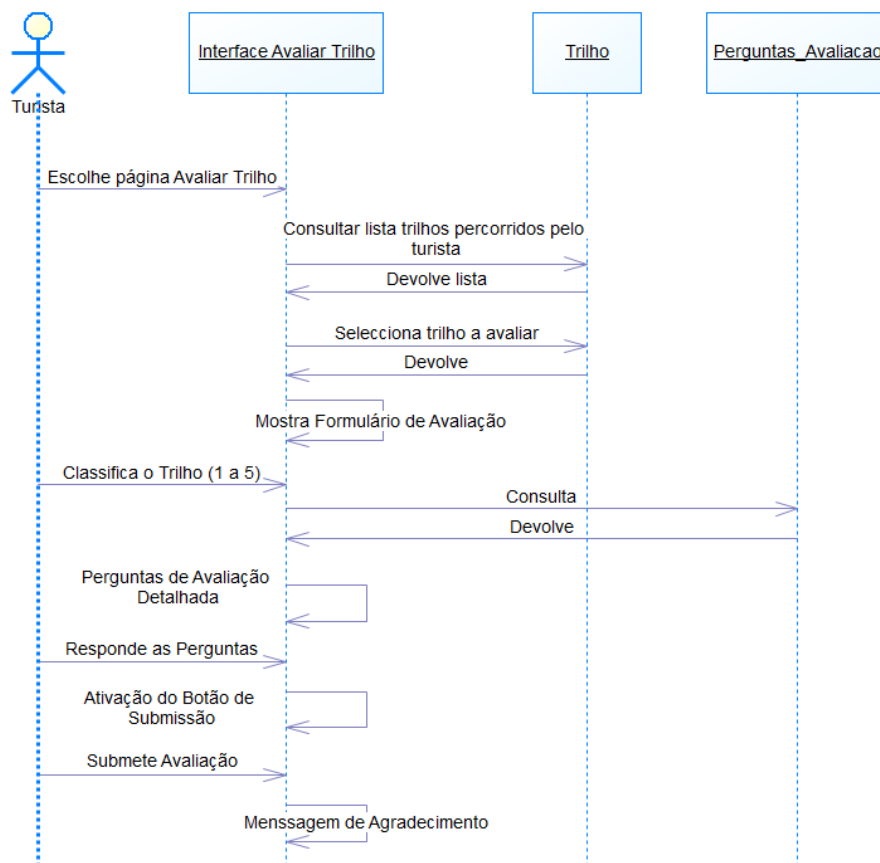 Interface Avaliar Trilho
Trilho
Perguntas_Avaliacao
Turista
Escolhe página Avaliar Trilho
Consultar lista trilhos percorridos pelo
turista
Devolve lista
Selecciona trilho a avaliar
Devolve
Mostra Formulário de Avaliação
Classifica o Trilho (1 a 5)
Consulta
Devolve
Perguntas de Avaliação
Detalhada
Responde as Perguntas
Ativação do Botão de
Submissão
Submete Avaliação
Menssagem de Agradecimento